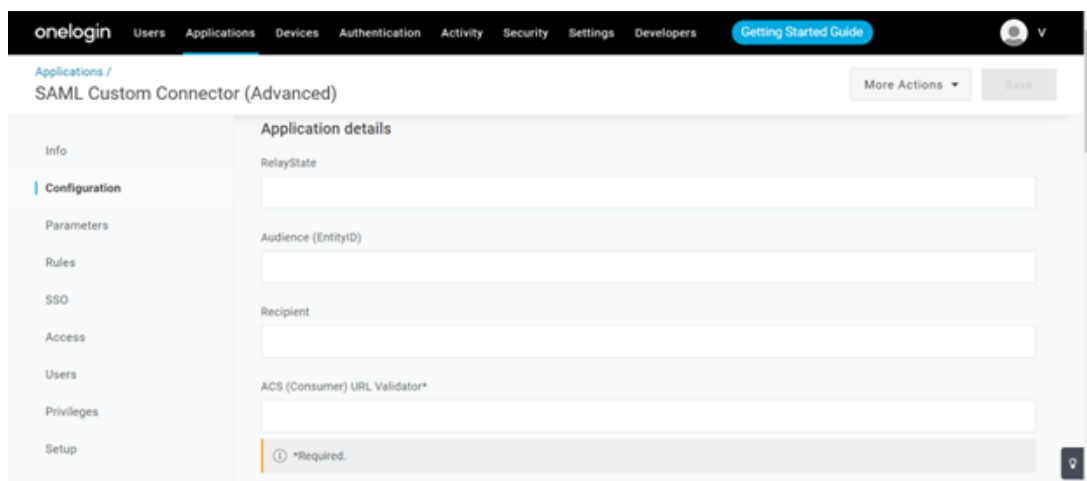 onelogin Users Applications Devices Authentication Activity Security Settings Developers Getting Started Guide V
Applications /
SAML Custom Connector (Advanced)
More Actions
Save
Info
Configuration
Parameters
Rules
SSO
Access
Users
Privileges
Setup
Application details
RelayState
Audience (EntityID)
Recipient
ACS (Consumer) URL Validator*
*Required.